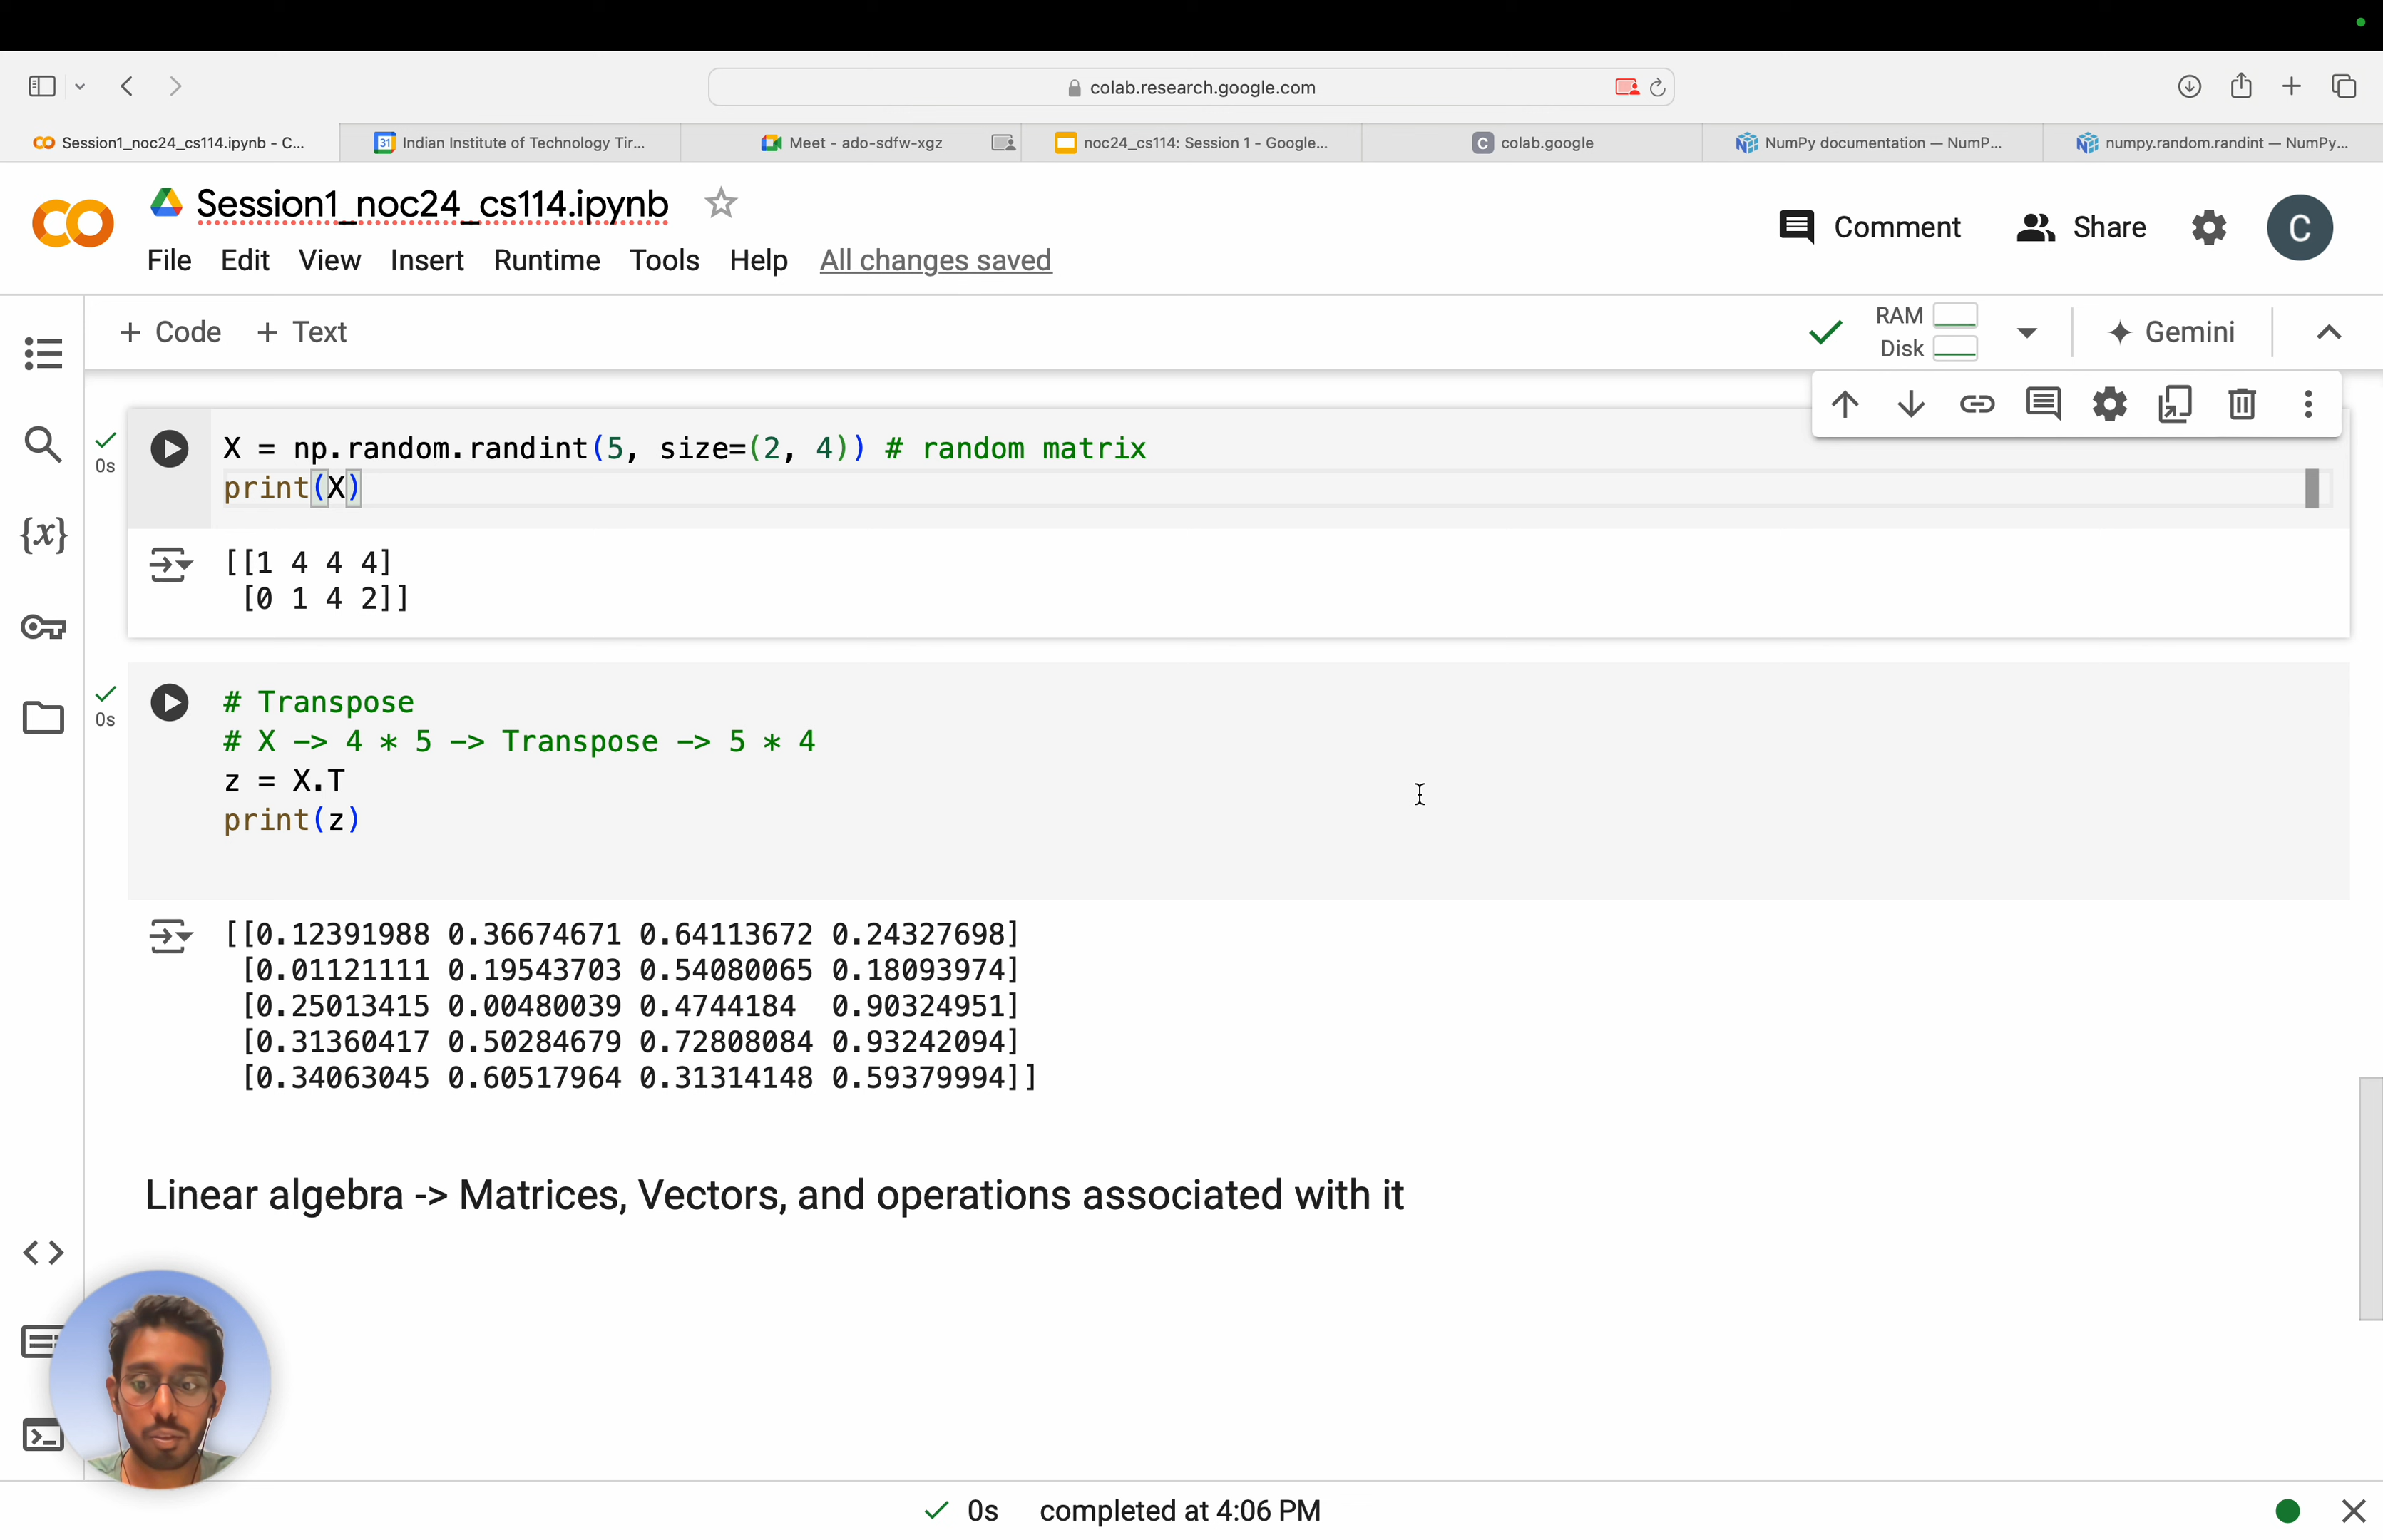 colab.research.google.com
Session1_noc24_cs114.ipynb - C...
31 Indian Institute of Technology Tir...
Meet - ado-sdfw-xgz
noc24_cs114: Session 1 - Google...
C colab.google
NumPy documentation — NumP...
numpy.random.randint — NumPy...
Session1_noc24_cs114.ipynb
Comment Share C
File Edit View Insert Runtime Tools Help All changes saved
+ Code + Text
RAM
Disk
Gemini
0s
X = np.random.randint(5, size=(2, 4)) # random matrix
print(X)
[[1 4 4 4]
[0 1 4 2]]
{x}
0s
# Transpose
# X -> 4 * 5 -> Transpose -> 5 * 4
z = X.T
print(z)
[[0.12391988 0.36674671 0.64113672 0.24327698]
[0.01121111 0.19543703 0.54080065 0.18093974]
[0.25013415 0.00480039 0.4744184  0.90324951]
[0.31360417 0.50284679 0.72808084 0.93242094]
[0.34063045 0.60517964 0.31314148 0.59379994]]
Linear algebra -> Matrices, Vectors, and operations associated with it
0s completed at 4:06 PM